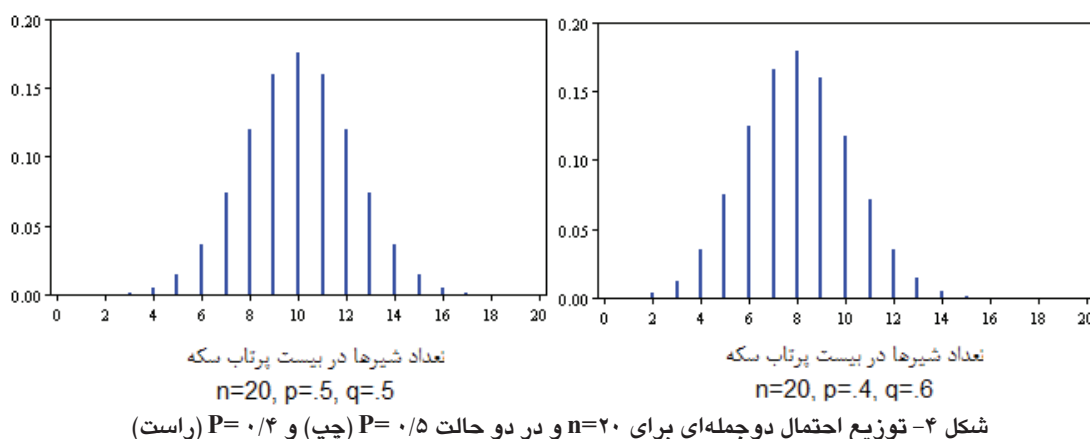 0.20
0.15
0.10
0.05
0.00
0 2 4 6 8 10 12 14 16 18 20
تعداد شیرها در بیست پرتاب سکه
n=20, p=.5, q=.5
0.20
0.15
0.10
0.05
0.00
0 2 4 6 8 10 12 14 16 18 20
تعداد شیرها در بیست پرتاب سکه
n=20, p=.4, q=.6
شکل ۴- توزیع احتمال دوجمله‌ای برای n=۲۰ و در دو حالت P= ۰/۵ (چپ) و P= ۰/۴ (راست)